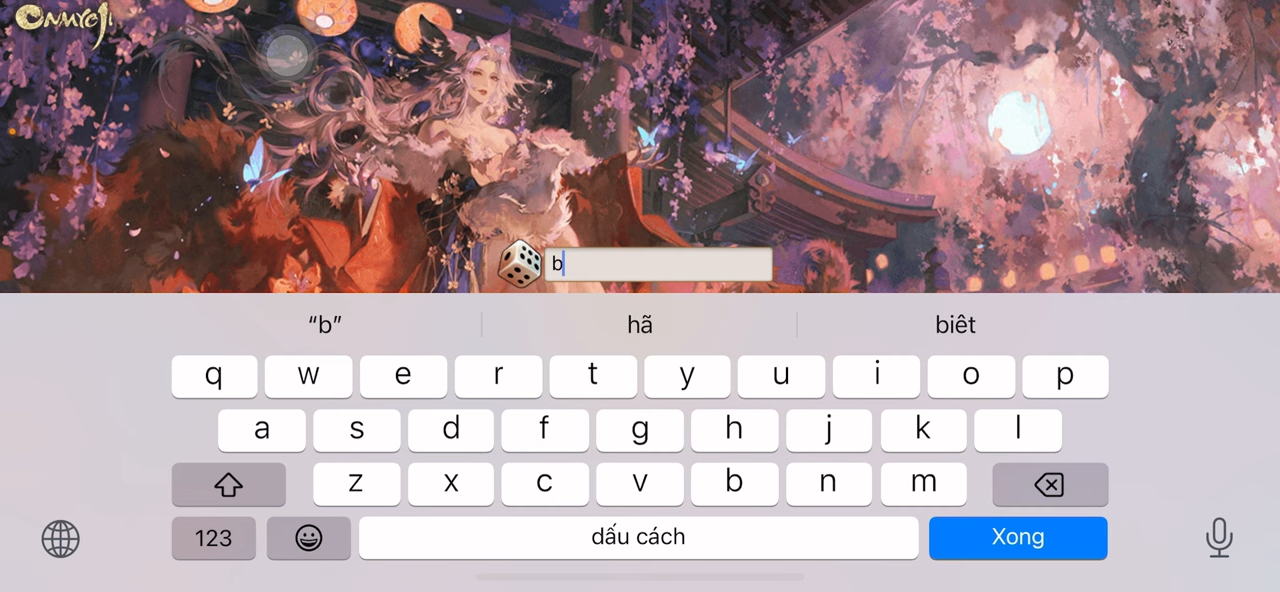 ONMYOJI
b
“b”
hã
biêt
q w e r t y u i o p
a s d f g h j k l
z x c v b n m
123
dấu cách
Xong